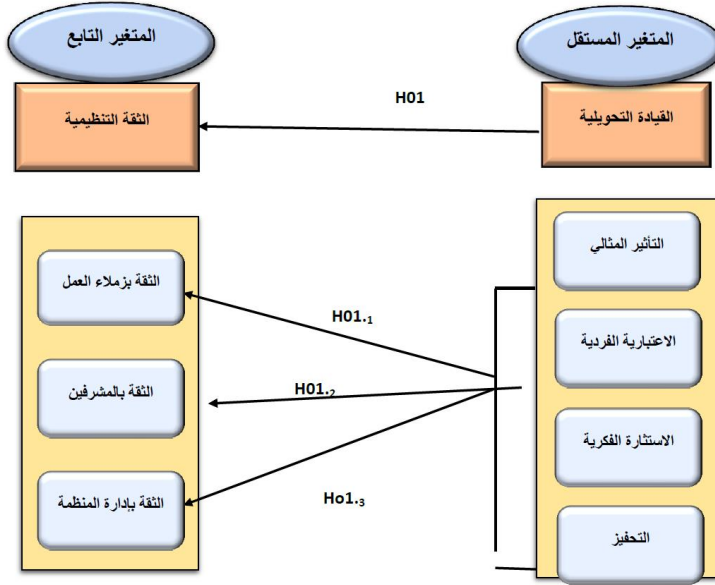 المتغير المستقل
المتغير التابع
القيادة التحويلية
H01
الثقة التنظيمية
التأثير المثالي
الاعتبارية الفردية
الاستثارة الفكرية
التحفيز
H01.1
H01.2
Ho1.3
الثقة بزملاء العمل
الثقة بالمشرفين
الثقة بإدارة المنظمة